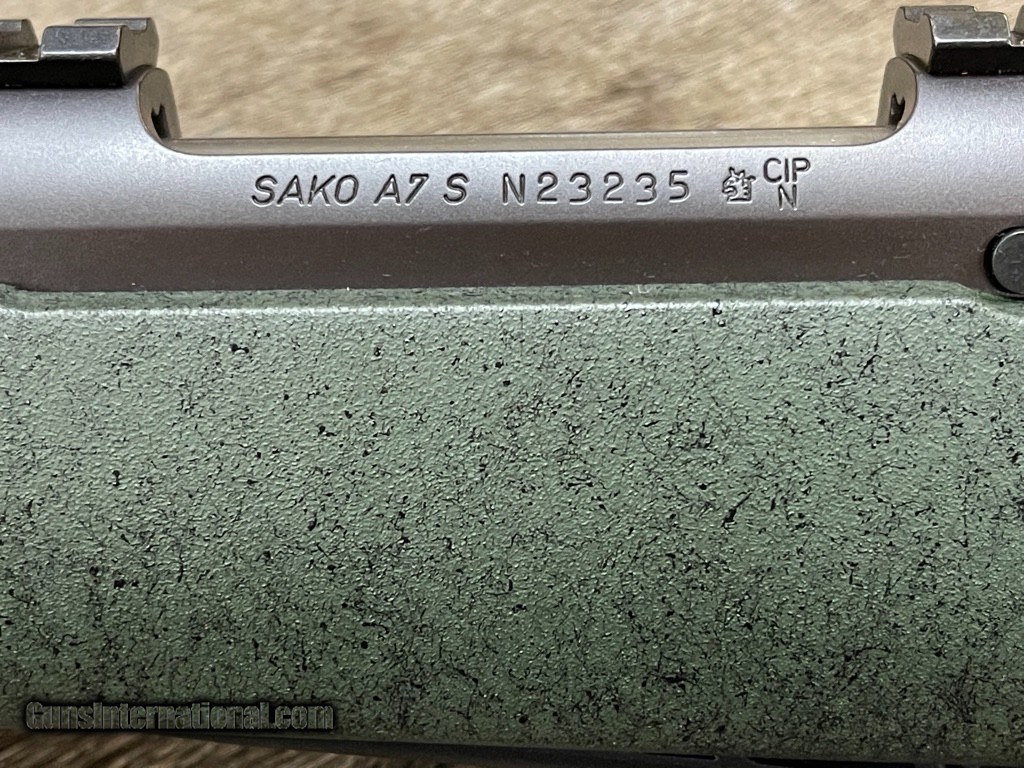 SAKO A7 S N23235 CIP
N
GunsInternational.com